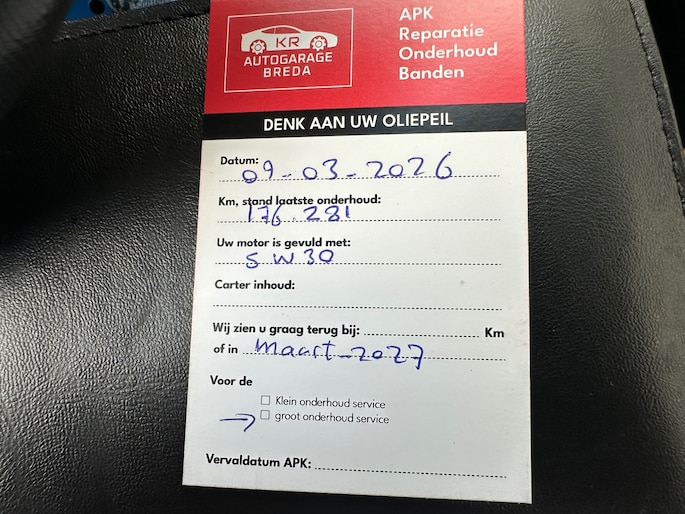 KR
AUTOGARAGE
BREDA
APK
Reparatie
Onderhoud
Banden
DENK AAN UW OLIEPEIL
Datum: 09-03-2026
Km, stand laatste onderhoud:
176.281
Uw motor is gevuld met:
5 W 30
Carter inhoud:
Wij zien u graag terug bij: Km
of in maart-2027
Voor de
☐ Klein onderhoud service
→ ☐ groot onderhoud service
Vervaldatum APK: